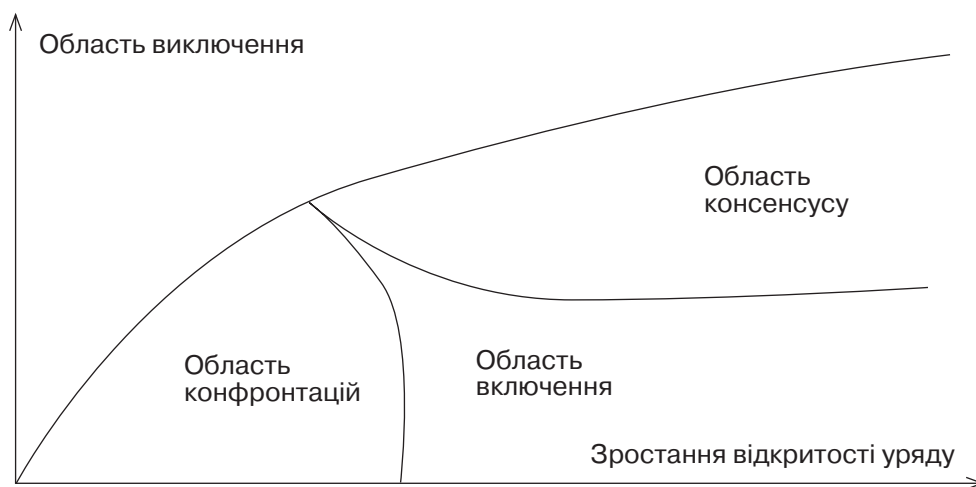 Область виключення
Область
консенсусу
Область
конфронтацій
Область
включення
Зростання відкритості уряду